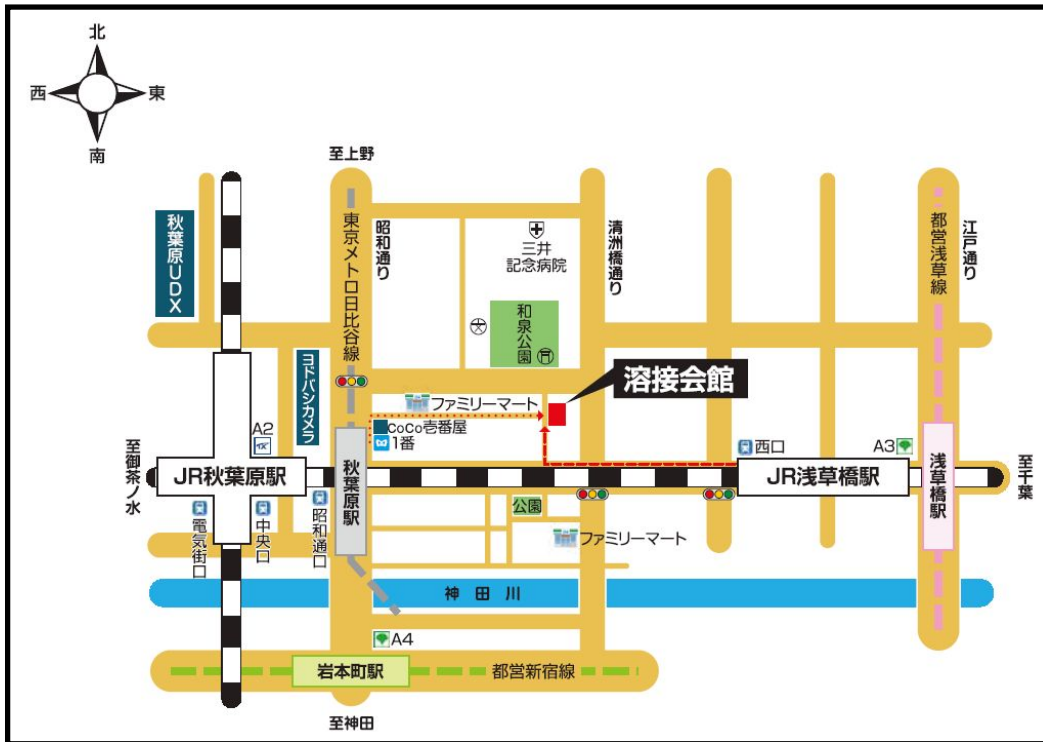 北
西
東
南
至上野
秋葉原UDX
東京メトロ日比谷線
昭和通り
三井
記念病院
清洲橋通り
都営浅草線
江戸通り
和泉公園
文
ヨドバシカメラ
溶接会館
ファミリーマート
CoCo壱番屋
1番
A2
至御茶ノ水
JR秋葉原駅
秋葉原駅
西口
A3
JR浅草橋駅
浅草橋駅
至千葉
電気街口
中央口
昭和通口
公園
ファミリーマート
神田川
A4
岩本町駅
都営新宿線
至神田